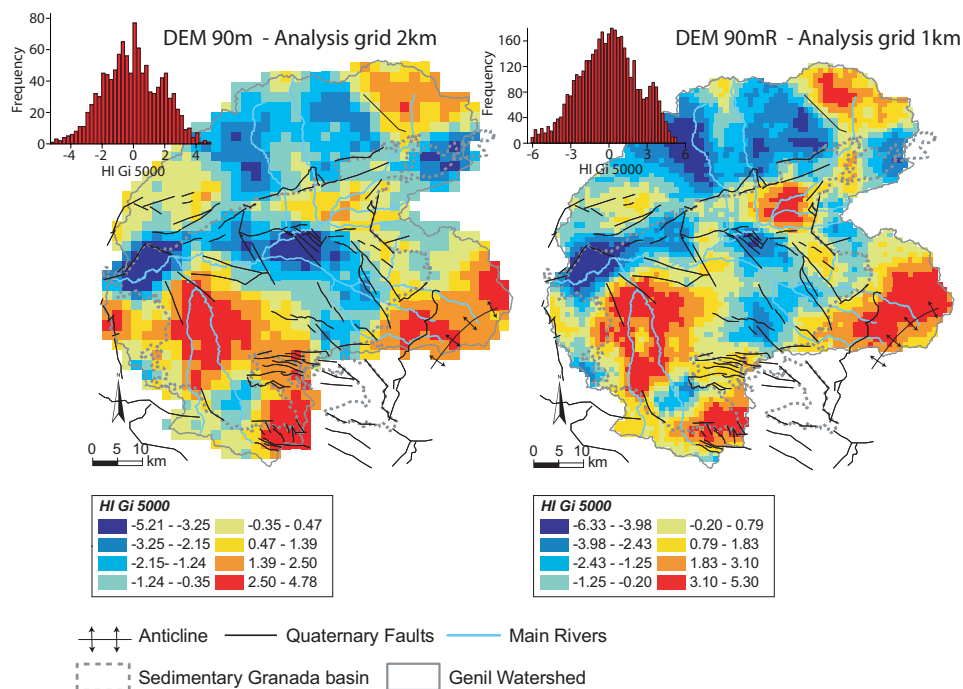 DEM 90m - Analysis grid 2km
Frequency
80
60
40
20
0
-4
-2
0
2
4
HI Gi 5000
0 5 10
km
HI Gi 5000
-5.21 - -3.25
-3.25 - -2.15
-2.15- -1.24
-1.24 - -0.35
-0.35 - 0.47
0.47 - 1.39
1.39 - 2.50
2.50 - 4.78
DEM 90mR - Analysis grid 1km
Frequency
160
120
80
40
0
-6
-3
0
3
6
HI Gi 5000
0 5 10
km
HI Gi 5000
-6.33 - -3.98
-3.98 - -2.43
-2.43 - -1.25
-1.25 - -0.20
-0.20 - 0.79
0.79 - 1.83
1.83 - 3.10
3.10 - 5.30
Anticline
Quaternary Faults
Main Rivers
Sedimentary Granada basin
Genil Watershed